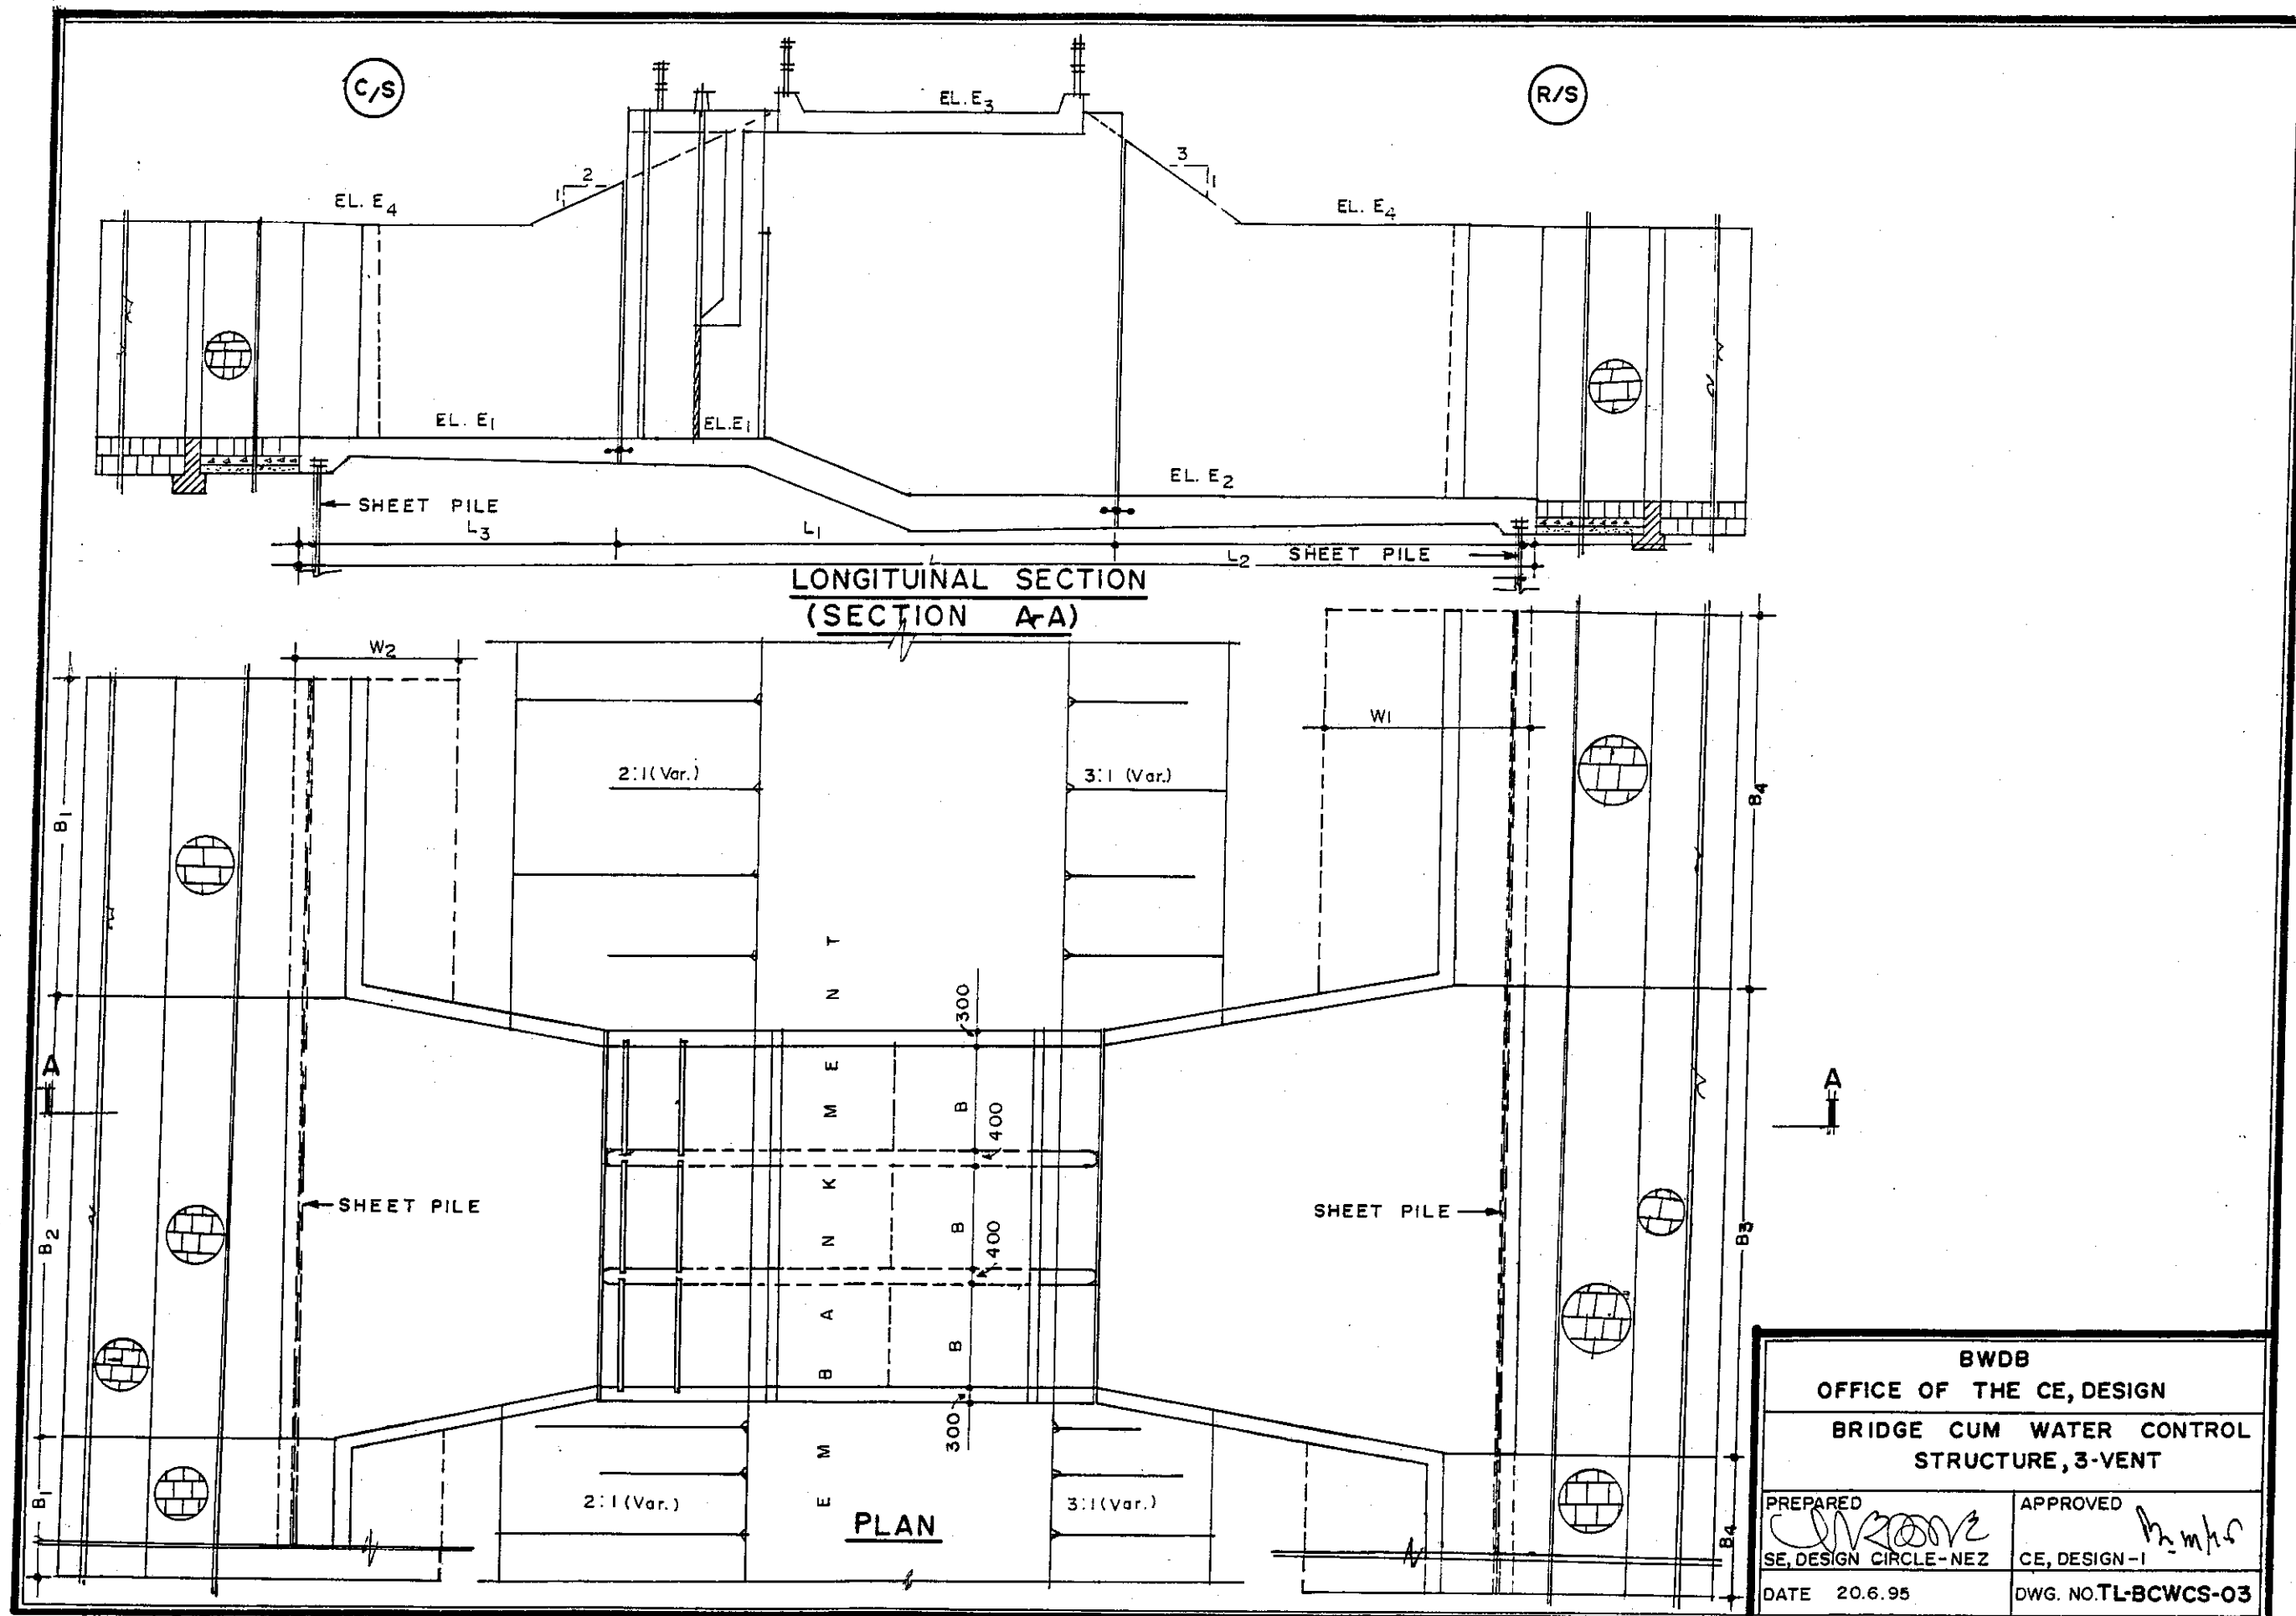 C/S
R/S
EL. E3
2
1
3
1
EL. E4
EL. E4
EL. E1
EL.E1
EL. E2
SHEET PILE
L3
L1
L2
SHEET PILE
L
LONGITUINAL SECTION
(SECTION A-A)
W2
W1
2:1(Var.)
3:1 (Var.)
B1
B4
300
A
A
B
400
SHEET PILE
SHEET PILE
B2
B
400
B3
B
EMBANKMENT
300
2:1(Var.)
3:1(Var.)
B1
B4
PLAN
BWDB
OFFICE OF THE CE, DESIGN
BRIDGE CUM WATER CONTROL
STRUCTURE, 3-VENT
PREPARED
APPROVED
SE, DESIGN CIRCLE-NEZ
CE, DESIGN-I
DATE 20.6.95
DWG. NO. TL-BCWCS-03